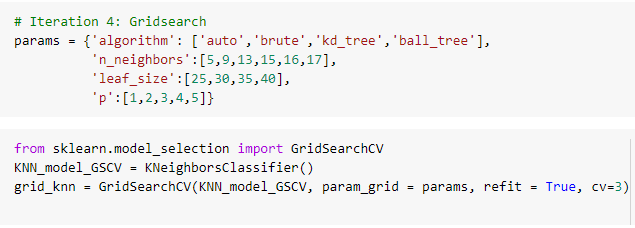 # Iteration 4: Gridsearch
params = {'algorithm': ['auto','brute','kd_tree','ball_tree'],
'n_neighbors':[5,9,13,15,16,17],
'leaf_size':[25,30,35,40],
'p':[1,2,3,4,5]}
from sklearn.model_selection import GridSearchCV
KNN_model_GSCV = KNeighborsClassifier()
grid_knn = GridSearchCV(KNN_model_GSCV, param_grid = params, refit = True, cv=3)